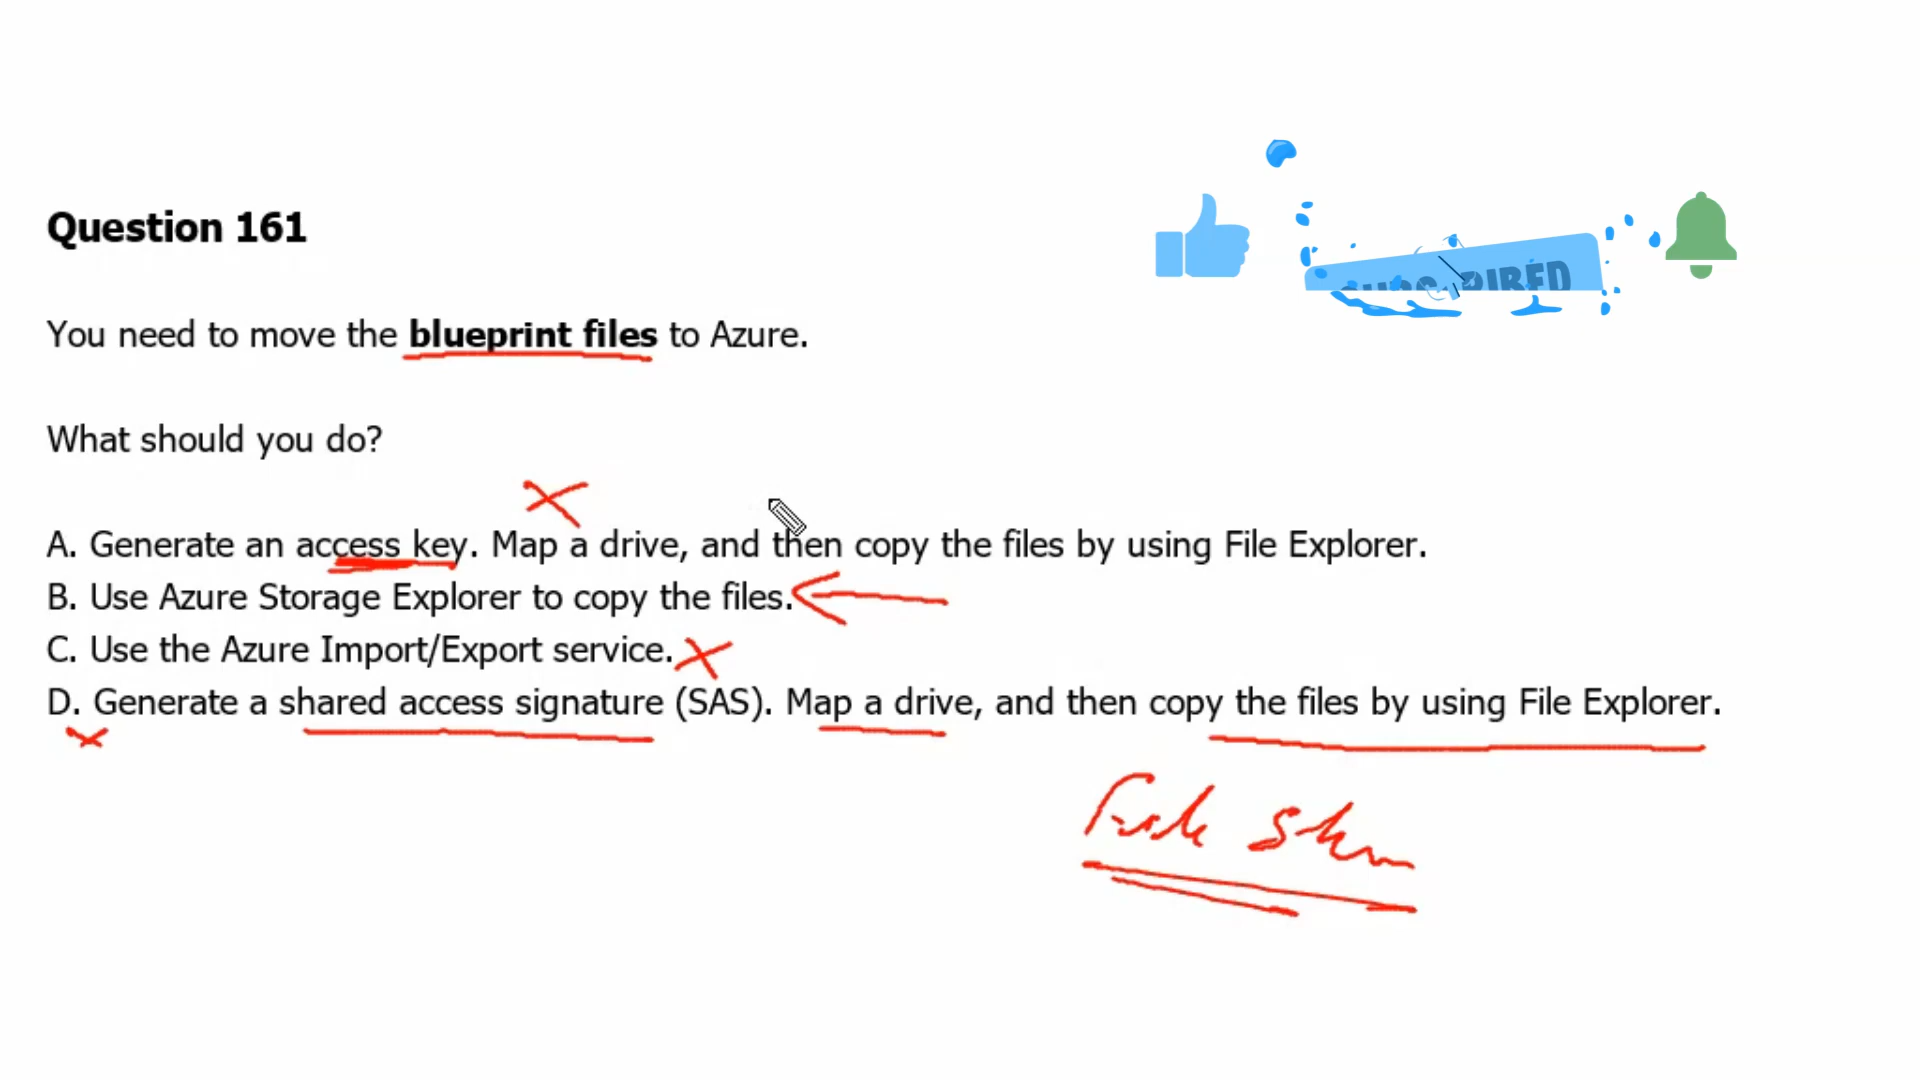 Question 161
You need to move the blueprint files to Azure.
What should you do?
A. Generate an access key. Map a drive, and then copy the files by using File Explorer.
B. Use Azure Storage Explorer to copy the files.
C. Use the Azure Import/Export service.
D. Generate a shared access signature (SAS). Map a drive, and then copy the files by using File Explorer.